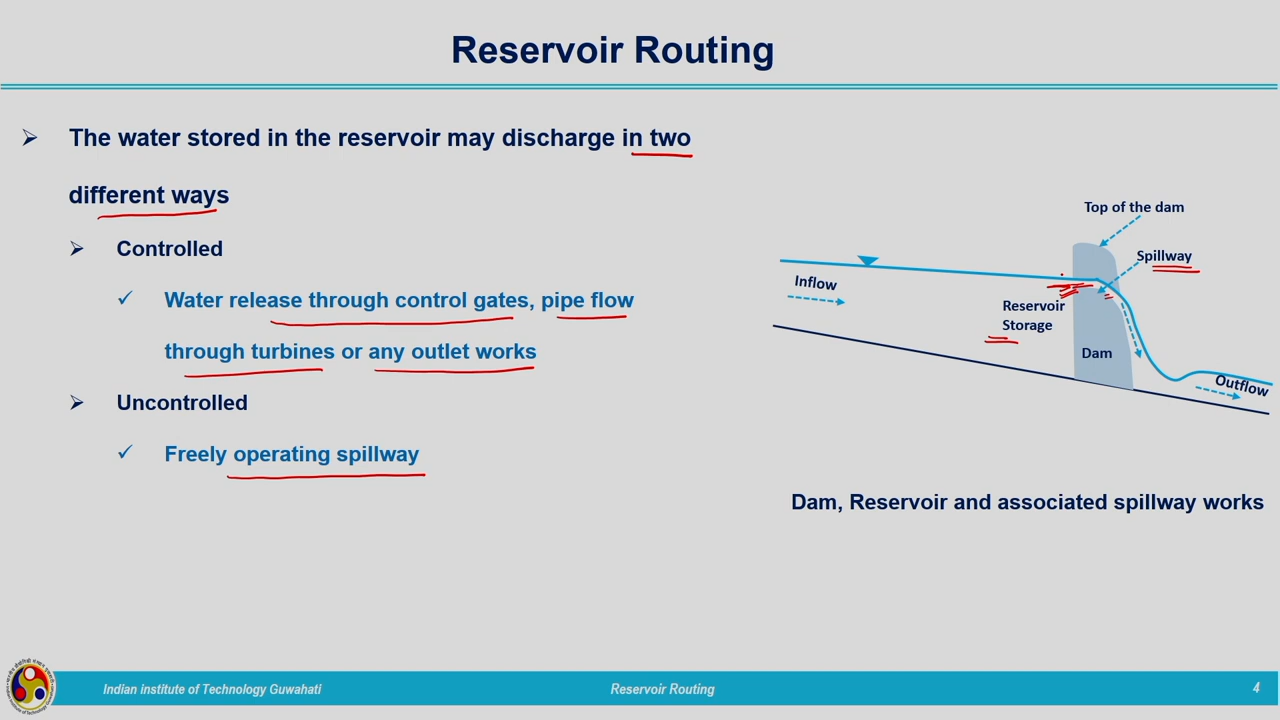 Reservoir Routing
The water stored in the reservoir may discharge in two
different ways
Controlled
Water release through control gates, pipe flow
through turbines or any outlet works
Uncontrolled
Freely operating spillway
Top of the dam
Spillway
Inflow
Reservoir
Storage
Dam
Outflow
Dam, Reservoir and associated spillway works
Indian institute of Technology Guwahati
Reservoir Routing
4